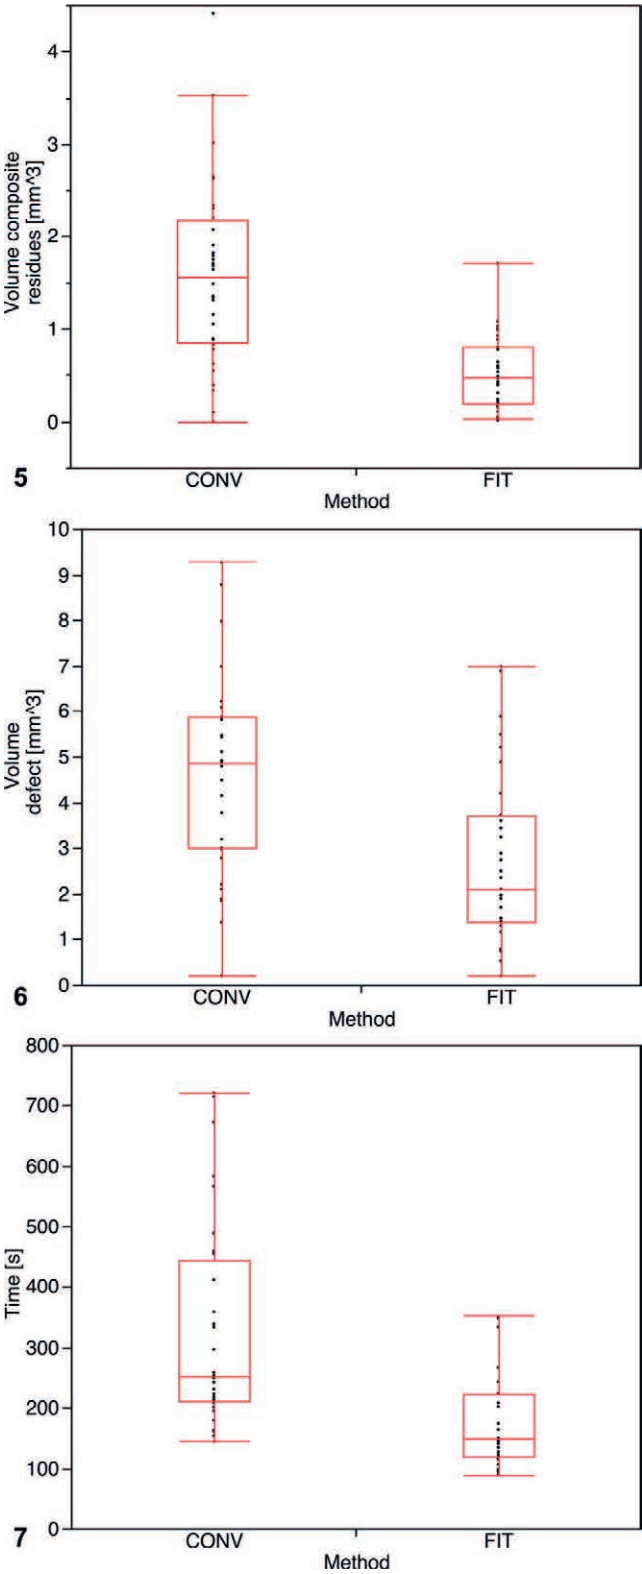 4
3
2
1
0
Volume composite
residues [mm^3]
CONV
FIT
Method
5
10
9
8
7
6
5
4
3
2
1
0
Volume
defect [mm^3]
CONV
FIT
Method
6
800
700
600
500
400
300
200
100
0
Time [s]
CONV
FIT
Method
7